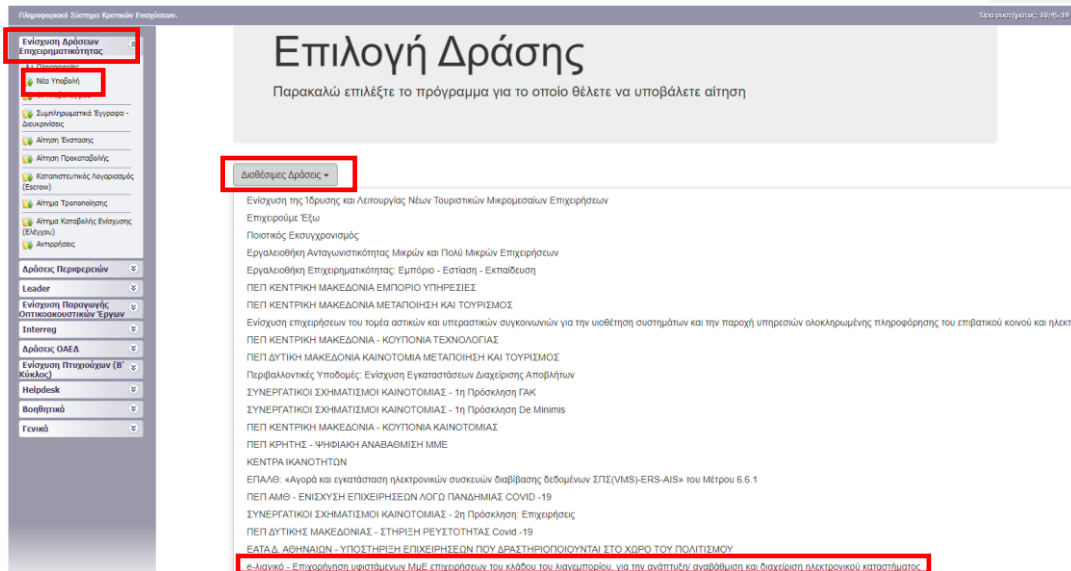 Πληροφοριακό Σύστημα Κρατικών Ενισχύσεων.
Ώρα συστήματος: 10:45:19
Ενίσχυση Δράσεων
Επιχειρηματικότητας
Νέα Υποβολή
Συμπληρωματικά Έγγραφα -
Διευκρινίσεις
Αίτηση Ένστασης
Αίτηση Προκαταβολής
Καταπιστευτικός Λογαριασμός
(Escrow)
Αίτημα Τροποποίησης
Αίτημα Καταβολής Ενίσχυσης
(Ελέγχου)
Αντιρρήσεις
Δράσεις Περιφερειών
Leader
Ενίσχυση Παραγωγής
Οπτικοακουστικών Έργων
Interreg
Δράσεις ΟΑΕΔ
Ενίσχυση Πτυχιούχων (Β'
Κύκλος)
Helpdesk
Βοηθητικά
Γενικά
Επιλογή Δράσης
Παρακαλώ επιλέξτε το πρόγραμμα για το οποίο θέλετε να υποβάλετε αίτηση
Διαθέσιμες Δράσεις
Ενίσχυση της Ίδρυσης και Λειτουργίας Νέων Τουριστικών Μικρομεσαίων Επιχειρήσεων
Επιχειρούμε Έξω
Ποιοτικός Εκσυγχρονισμός
Εργαλειοθήκη Ανταγωνιστικότητας Μικρών και Πολύ Μικρών Επιχειρήσεων
Εργαλειοθήκη Επιχειρηματικότητας: Εμπόριο - Εστίαση - Εκπαίδευση
ΠΕΠ ΚΕΝΤΡΙΚΗ ΜΑΚΕΔΟΝΙΑ ΕΜΠΟΡΙΟ ΥΠΗΡΕΣΙΕΣ
ΠΕΠ ΚΕΝΤΡΙΚΗ ΜΑΚΕΔΟΝΙΑ ΜΕΤΑΠΟΙΗΣΗ ΚΑΙ ΤΟΥΡΙΣΜΟΣ
Ενίσχυση επιχειρήσεων του τομέα αστικών και υπεραστικών συγκοινωνιών για την υιοθέτηση συστημάτων και την παροχή υπηρεσιών ολοκληρωμένης πληροφόρησης του επιβατικού κοινού και ηλεκτ
ΠΕΠ ΚΕΝΤΡΙΚΗ ΜΑΚΕΔΟΝΙΑ - ΚΟΥΠΟΝΙΑ ΤΕΧΝΟΛΟΓΙΑΣ
ΠΕΠ ΔΥΤΙΚΗ ΜΑΚΕΔΟΝΙΑ ΚΑΙΝΟΤΟΜΙΑ ΜΕΤΑΠΟΙΗΣΗ ΚΑΙ ΤΟΥΡΙΣΜΟΣ
Περιβαλλοντικές Υποδομές: Ενίσχυση Εγκαταστάσεων Διαχείρισης Αποβλήτων
ΣΥΝΕΡΓΑΤΙΚΟΙ ΣΧΗΜΑΤΙΣΜΟΙ ΚΑΙΝΟΤΟΜΙΑΣ - 1η Πρόσκληση ΓΑΚ
ΣΥΝΕΡΓΑΤΙΚΟΙ ΣΧΗΜΑΤΙΣΜΟΙ ΚΑΙΝΟΤΟΜΙΑΣ - 1η Πρόσκληση De Minimis
ΠΕΠ ΚΕΝΤΡΙΚΗ ΜΑΚΕΔΟΝΙΑ - ΚΟΥΠΟΝΙΑ ΚΑΙΝΟΤΟΜΙΑΣ
ΠΕΠ ΚΡΗΤΗΣ - ΨΗΦΙΑΚΗ ΑΝΑΒΑΘΜΙΣΗ ΜΜΕ
ΚΕΝΤΡΑ ΙΚΑΝΟΤΗΤΩΝ
ΕΠΑΛΘ: «Αγορά και εγκατάσταση ηλεκτρονικών συσκευών διαβίβασης δεδομένων ΣΠΣ(VMS)-ERS-AIS» του Μέτρου 6.6.1
ΠΕΠ ΑΜΘ - ΕΝΙΣΧΥΣΗ ΕΠΙΧΕΙΡΗΣΕΩΝ ΛΟΓΩ ΠΑΝΔΗΜΙΑΣ COVID -19
ΣΥΝΕΡΓΑΤΙΚΟΙ ΣΧΗΜΑΤΙΣΜΟΙ ΚΑΙΝΟΤΟΜΙΑΣ - 2η Πρόσκληση: Επιχειρήσεις
ΠΕΠ ΔΥΤΙΚΗΣ ΜΑΚΕΔΟΝΙΑΣ - ΣΤΗΡΙΞΗ ΡΕΥΣΤΟΤΗΤΑΣ Covid -19
ΕΑΤΑ.Δ. ΑΘΗΝΑΙΩΝ - ΥΠΟΣΤΗΡΙΞΗ ΕΠΙΧΕΙΡΗΣΕΩΝ ΠΟΥ ΔΡΑΣΤΗΡΙΟΠΟΙΟΥΝΤΑΙ ΣΤΟ ΧΩΡΟ ΤΟΥ ΠΟΛΙΤΙΣΜΟΥ
e-λιανικό - Επιχορήγηση υφιστάμενων ΜμΕ επιχειρήσεων του κλάδου του λιανεμπορίου, για την ανάπτυξη/ αναβάθμιση και διαχείριση ηλεκτρονικού καταστήματος